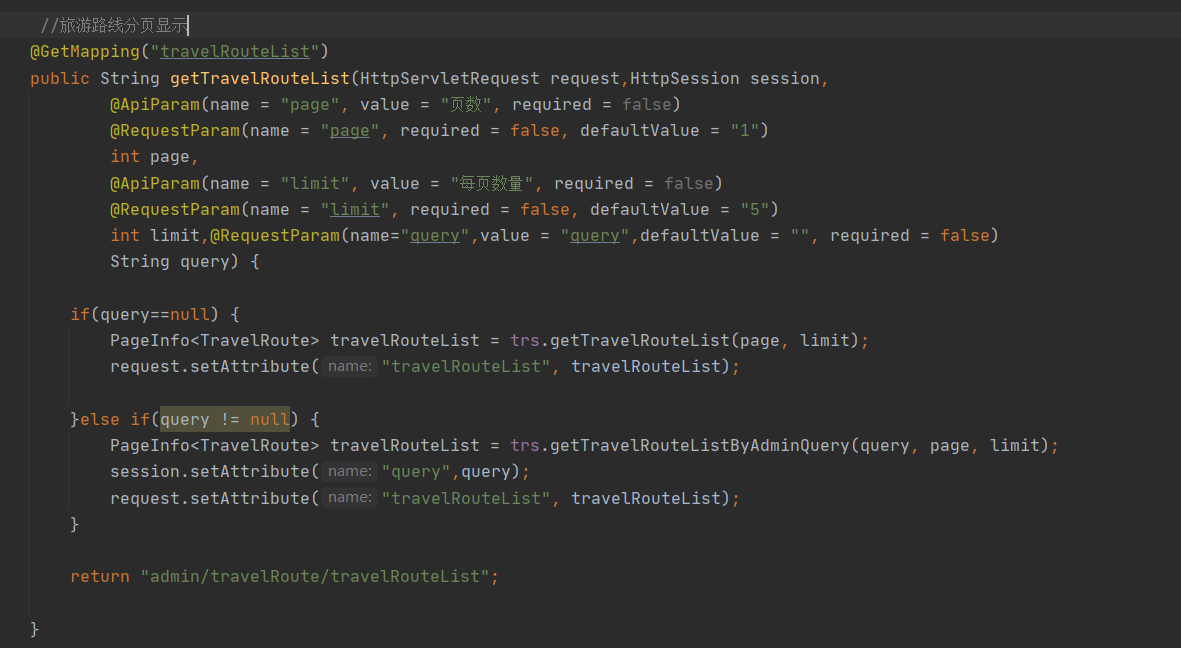 //旅游路线分页显示
@GetMapping("travelRouteList")
public String getTravelRouteList(HttpServletRequest request,HttpSession session,
@ApiParam(name = "page", value = "页数", required = false)
@RequestParam(name = "page", required = false, defaultValue = "1")
int page,
@ApiParam(name = "limit", value = "每页数量", required = false)
@RequestParam(name = "limit", required = false, defaultValue = "5")
int limit,@RequestParam(name="query",value = "query",defaultValue = "", required = false)
String query) {
if(query==null) {
PageInfo<TravelRoute> travelRouteList = trs.getTravelRouteList(page, limit);
request.setAttribute( name: "travelRouteList", travelRouteList);
}else if(query != null) {
PageInfo<TravelRoute> travelRouteList = trs.getTravelRouteListByAdminQuery(query, page, limit);
session.setAttribute( name: "query",query);
request.setAttribute( name: "travelRouteList", travelRouteList);
}
return "admin/travelRoute/travelRouteList";
}